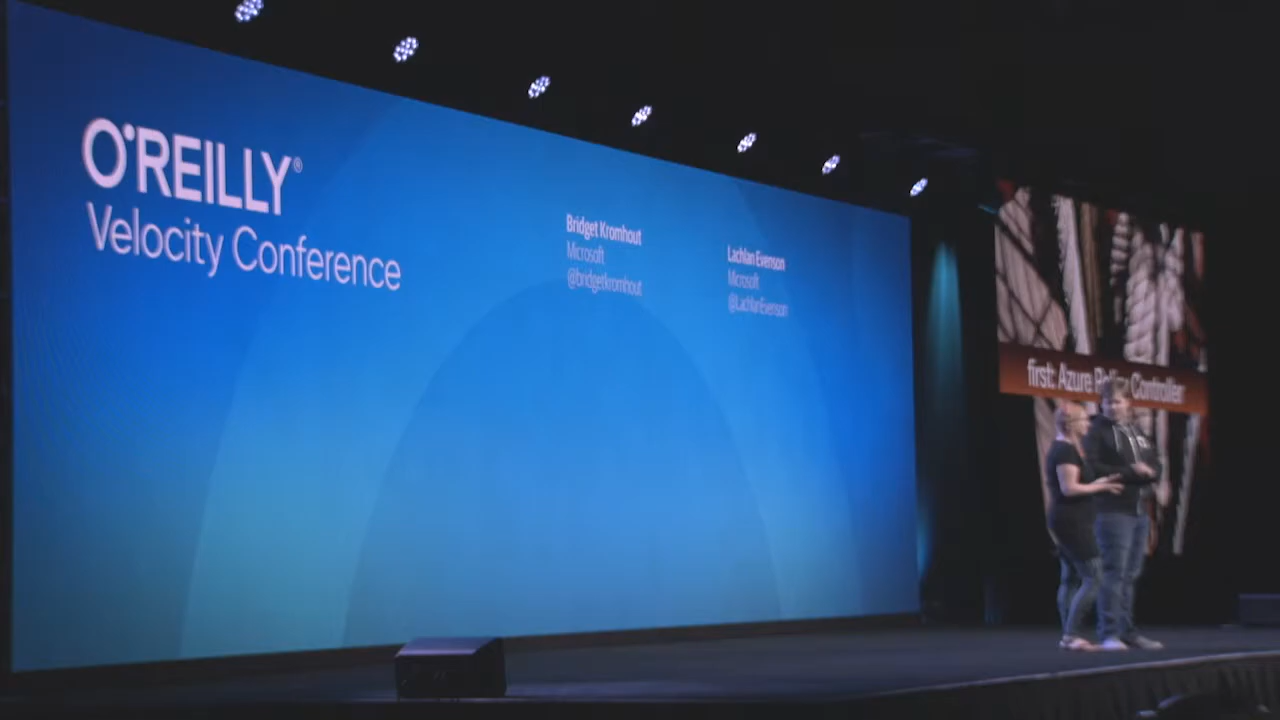 O'REILLY®
Velocity Conference
Bridget Kromhout
Microsoft
@bridgetkromhout
Lachlan Evenson
Microsoft
@LachlanEvenson
first: Azure Policy Controller